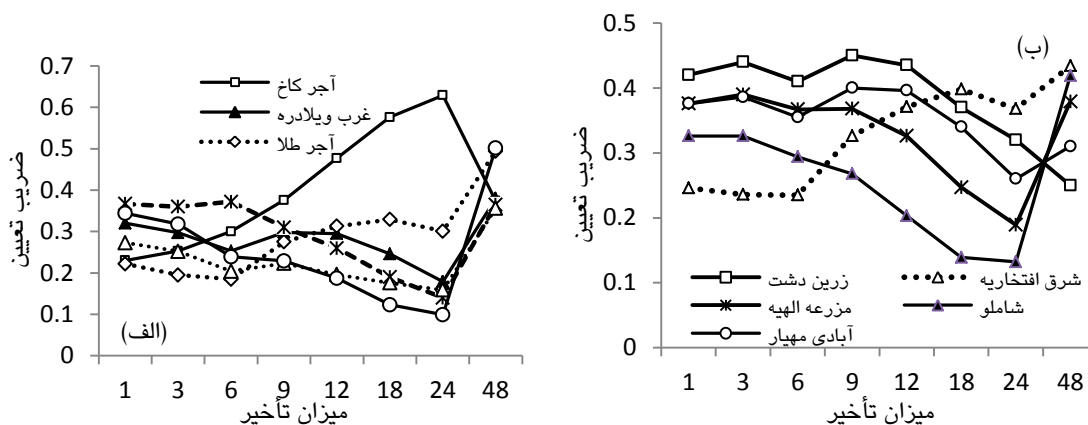 (الف)
ضریب تعیین
0.7
0.6
0.5
0.4
0.3
0.2
0.1
0
آجر کاخ
غرب ویلادره
آجر طلا
1 3 6 9 12 18 24 48
میزان تأخیر
(ب)
ضریب تعیین
0.5
0.4
0.3
0.2
0.1
0
زرین دشت
شرق افتخاریه
مزرعه الهیه
شاملو
آبادی مهیار
1 3 6 9 12 18 24 48
میزان تأخیر